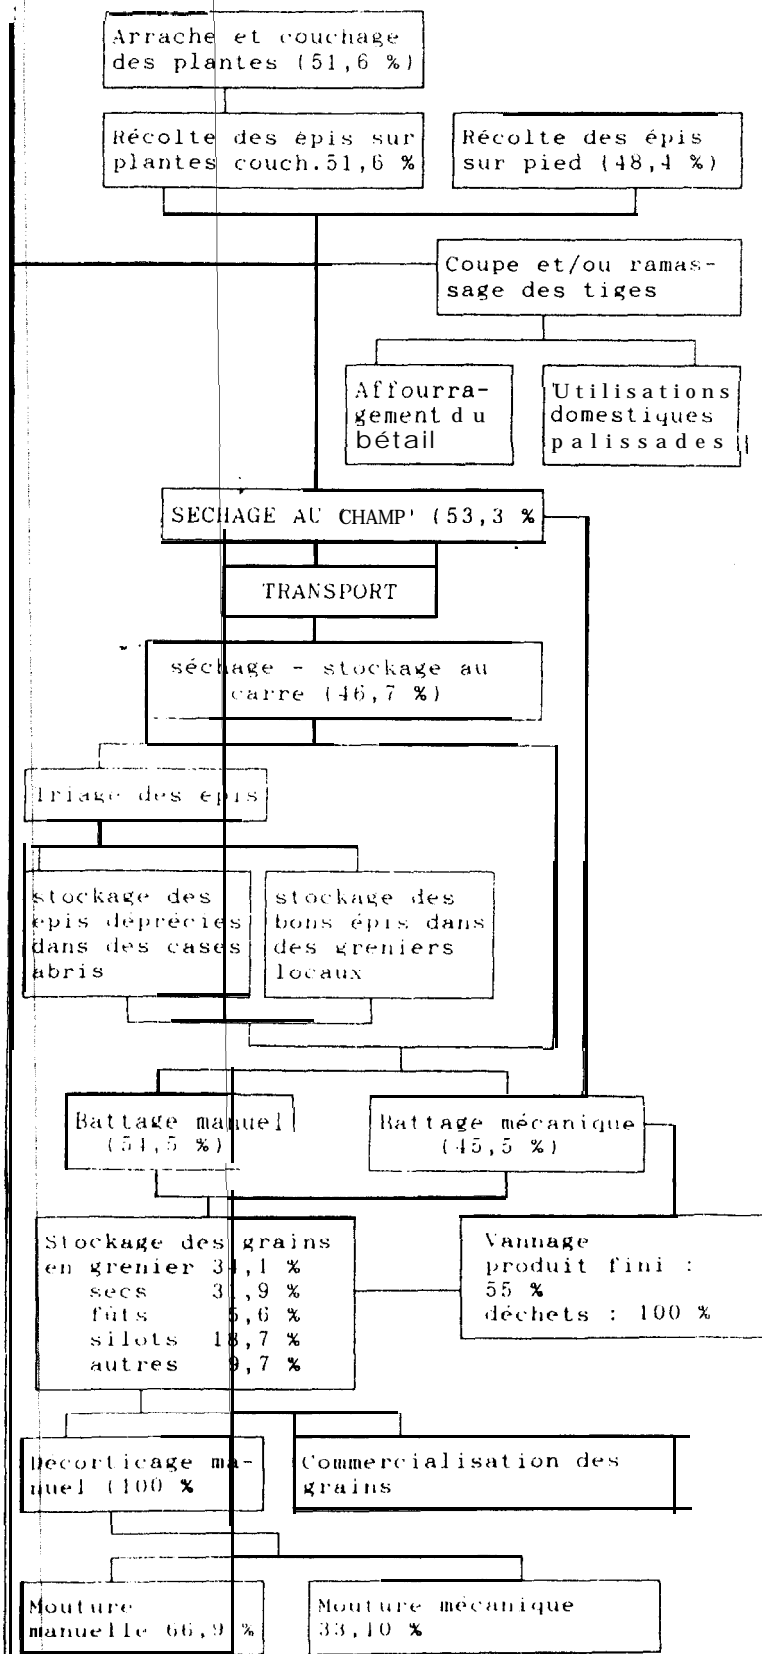 Arrache et couchage
des plantes (51,6 %)
Récolte des épis sur
plantes couch.51,6 %
Récolte des épis
sur pied (48,4 %)
Coupe et/ou ramas-
sage des tiges
Affourra-
gement du
bétail
Utilisations
domestiques
palissades
SECHAGE AU CHAMP' (53,3 %
TRANSPORT
séchage - stockage au
carre (46,7 %)
Triage des épis
stockage des
épis dépréciés
dans des cases
abris
stockage des
bons épis dans
des greniers
locaux
Battage manuel
(54,5 %)
Battage mécanique
(45,5 %)
Stockage des grains
en grenier 34,1 %
secs 31,9 %
fûts 5,6 %
silots 18,7 %
autres 9,7 %
Vannage
produit fini :
55 %
déchets : 100 %
Décorticage ma-
nuel (100 %
Commercialisation des
grains
Mouture
manuelle 66,9 %
Mouture mécanique
33,10 %